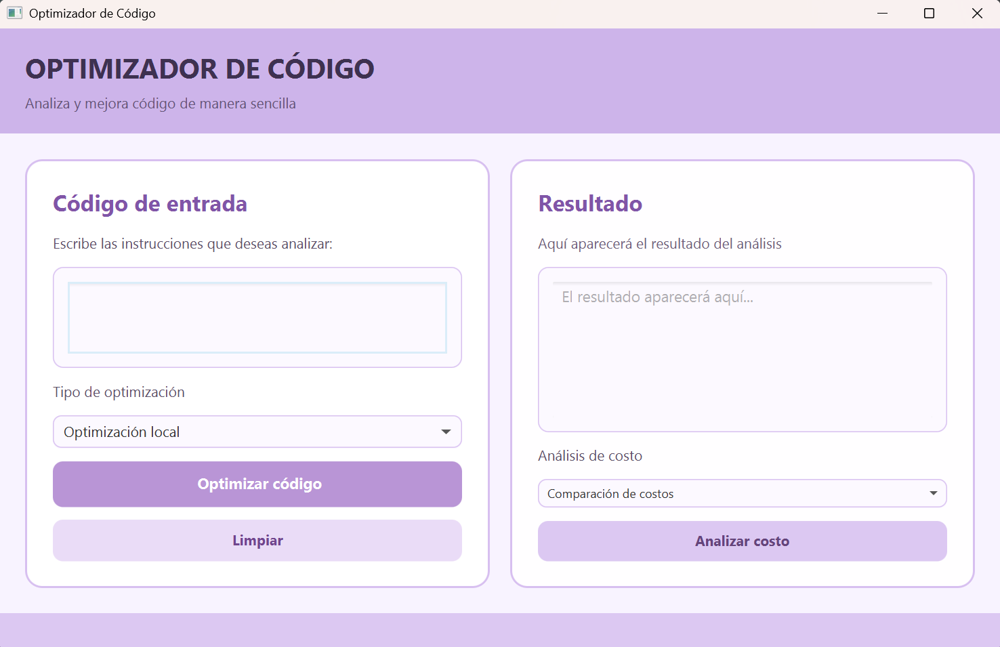 Optimizador de Código
OPTIMIZADOR DE CÓDIGO
Analiza y mejora código de manera sencilla
Código de entrada
Escribe las instrucciones que deseas analizar:
Tipo de optimización
Optimización local
Optimizar código
Limpiar
Resultado
Aquí aparecerá el resultado del análisis
El resultado aparecerá aquí...
Análisis de costo
Comparación de costos
Analizar costo